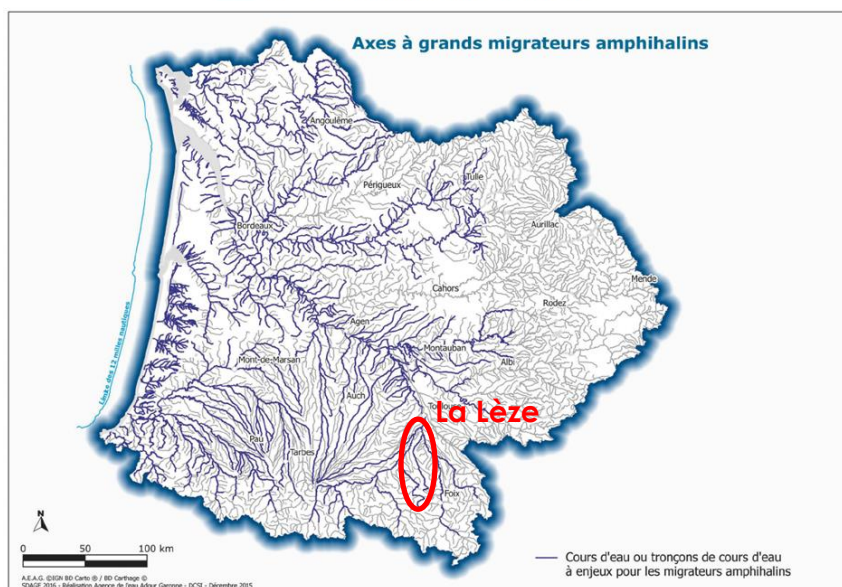 Axes à grands migrateurs amphihalins
Angoulême
Périgueux
Tulle
Bordeaux
Aurillac
Mende
Cahors
Rodez
Limite des 12 milles nautiques
Agen
Montauban
Albi
Mont-de-Marsan
Auch
La Lèze
Pau
Tarbes
Foix
N
0 50 100 km
Cours d'eau ou tronçons de cours d'eau
à enjeux pour les migrateurs amphihalins
A.E.A.G. ©IGN BD Carto ® / BD Carthage ©
SDAGE 2016 - Réalisation Agence de l'eau Adour Garonne - DCSI - Décembre 2015